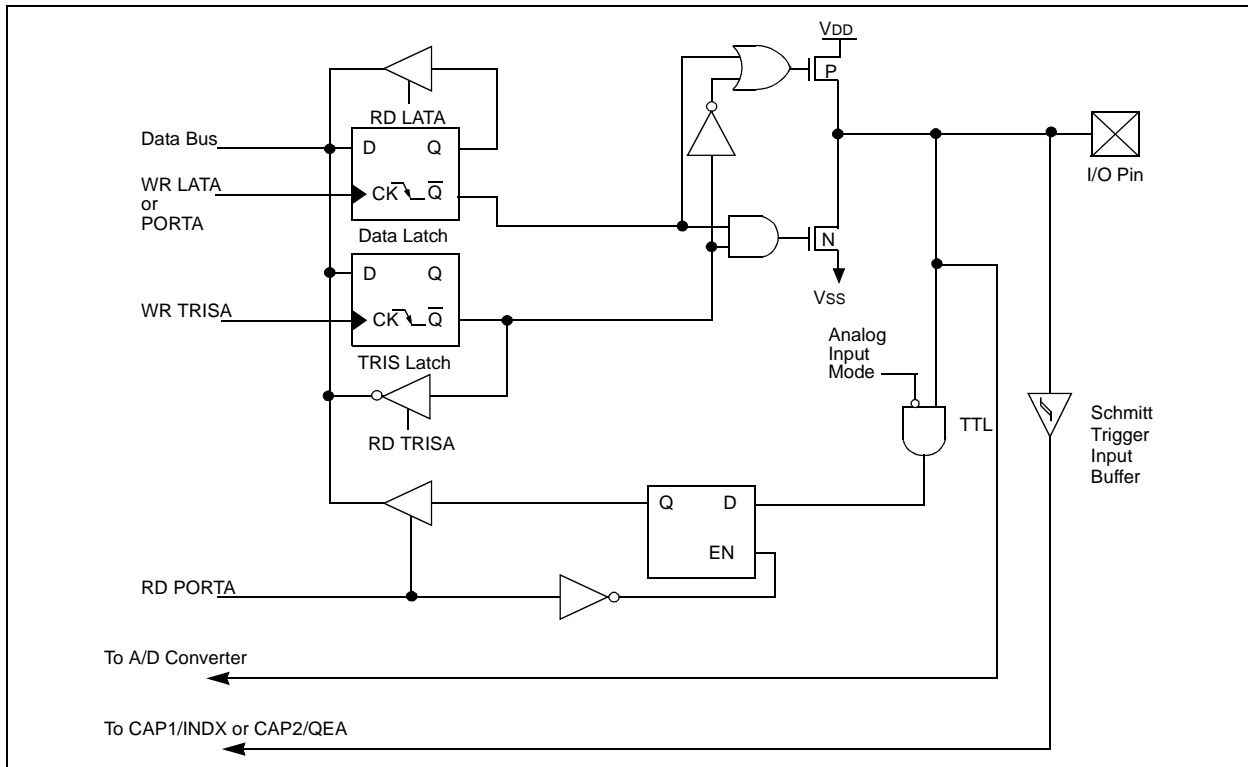 VDD
P
RD LATA
Data Bus
D Q
WR LATA
or
PORTA
CK Q
Data Latch
I/O Pin
N
VSS
D Q
WR TRISA
CK Q
TRIS Latch
RD TRISA
Analog
Input
Mode
TTL
Schmitt
Trigger
Input
Buffer
Q D
EN
RD PORTA
To A/D Converter
To CAP1/INDX or CAP2/QEA